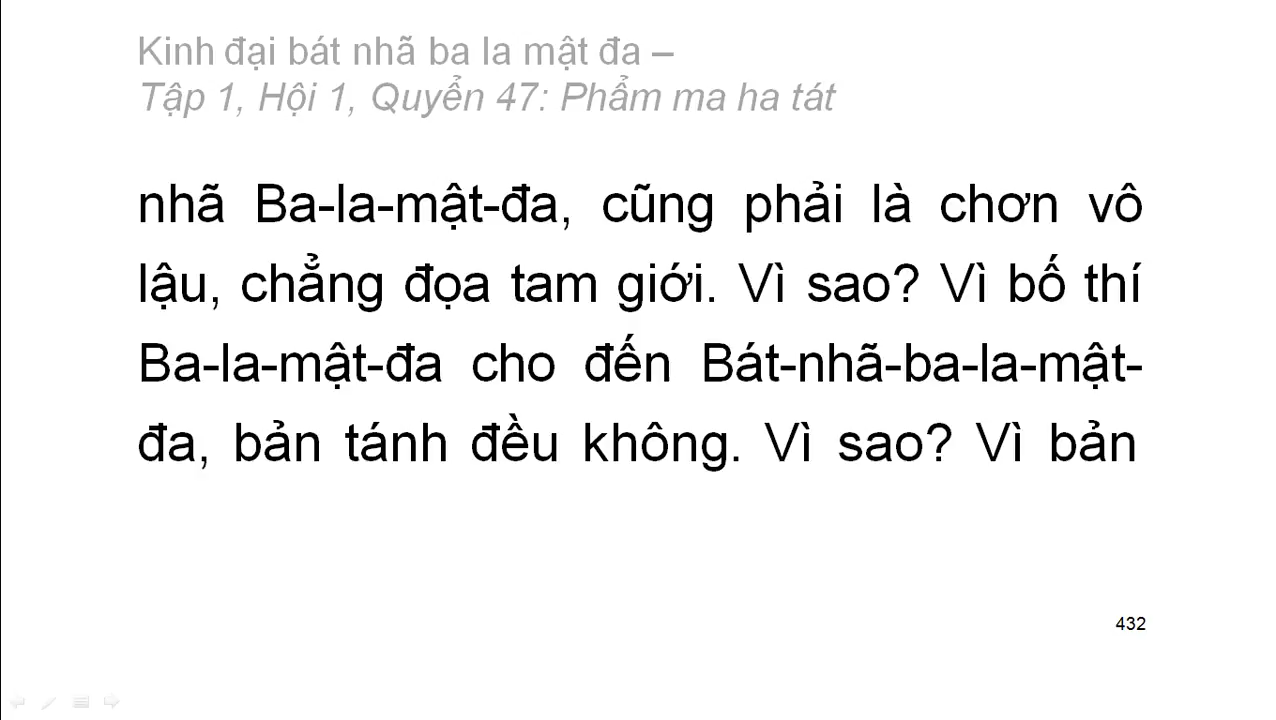 Kinh đại bát nhã ba la mật đa –
Tập 1, Hội 1, Quyển 47: Phẩm ma ha tát
nhã Ba-la-mật-đa, cũng phải là chơn vô
lậu, chẳng đọa tam giới. Vì sao? Vì bố thí
Ba-la-mật-đa cho đến Bát-nhã-ba-la-mật-
đa, bản tánh đều không. Vì sao? Vì bản
432